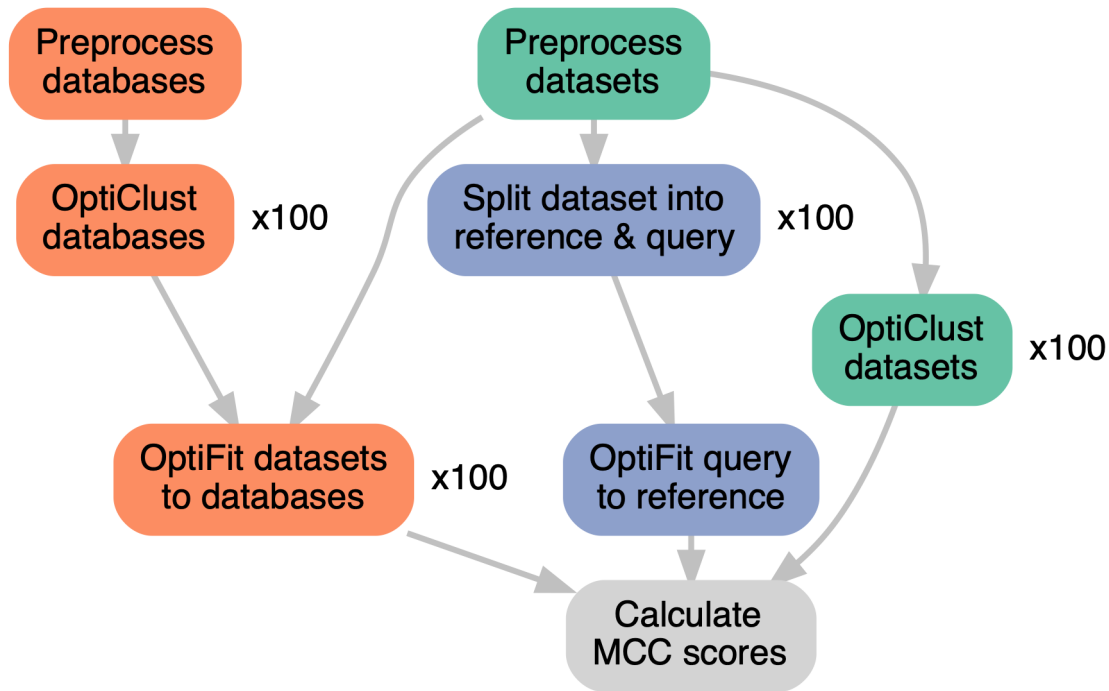 Preprocess
databases
Preprocess
datasets
OptiClust
databases
x100
Split dataset into
reference & query
x100
OptiClust
datasets
x100
OptiFit datasets
to databases
x100
OptiFit query
to reference
Calculate
MCC scores